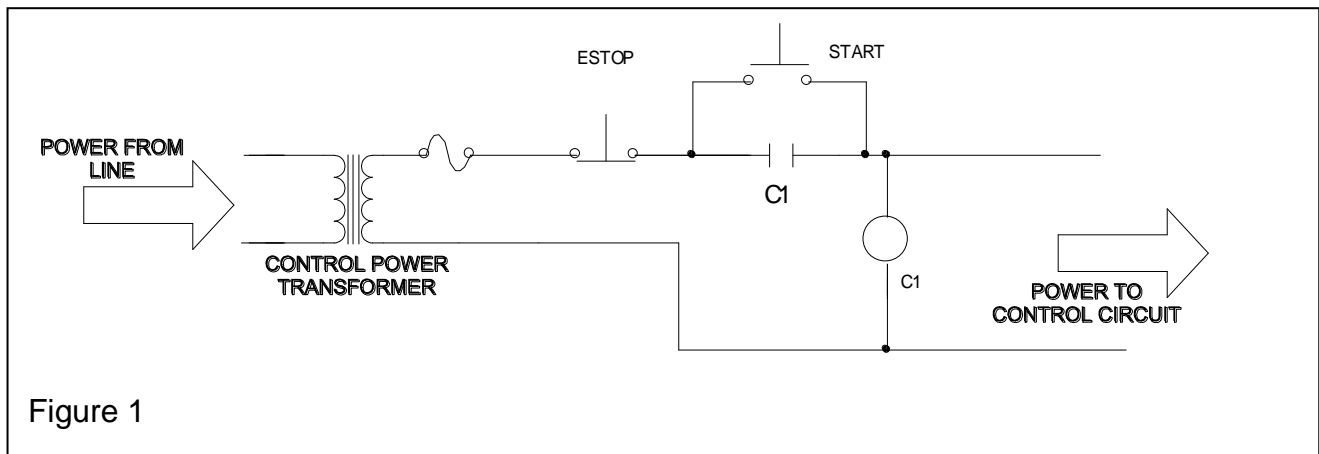 ESTOP
START
POWER FROM
LINE
C1
CONTROL POWER
TRANSFORMER
C1
POWER TO
CONTROL CIRCUIT
Figure 1